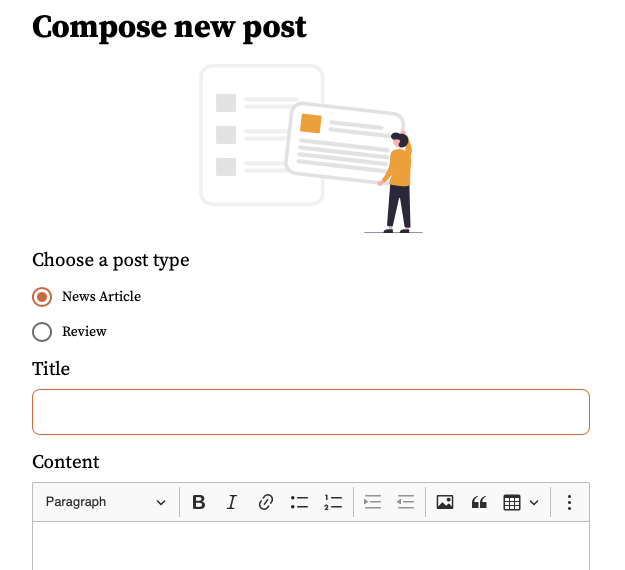 Compose new post
Choose a post type
News Article
Review
Title
Content
Paragraph B I